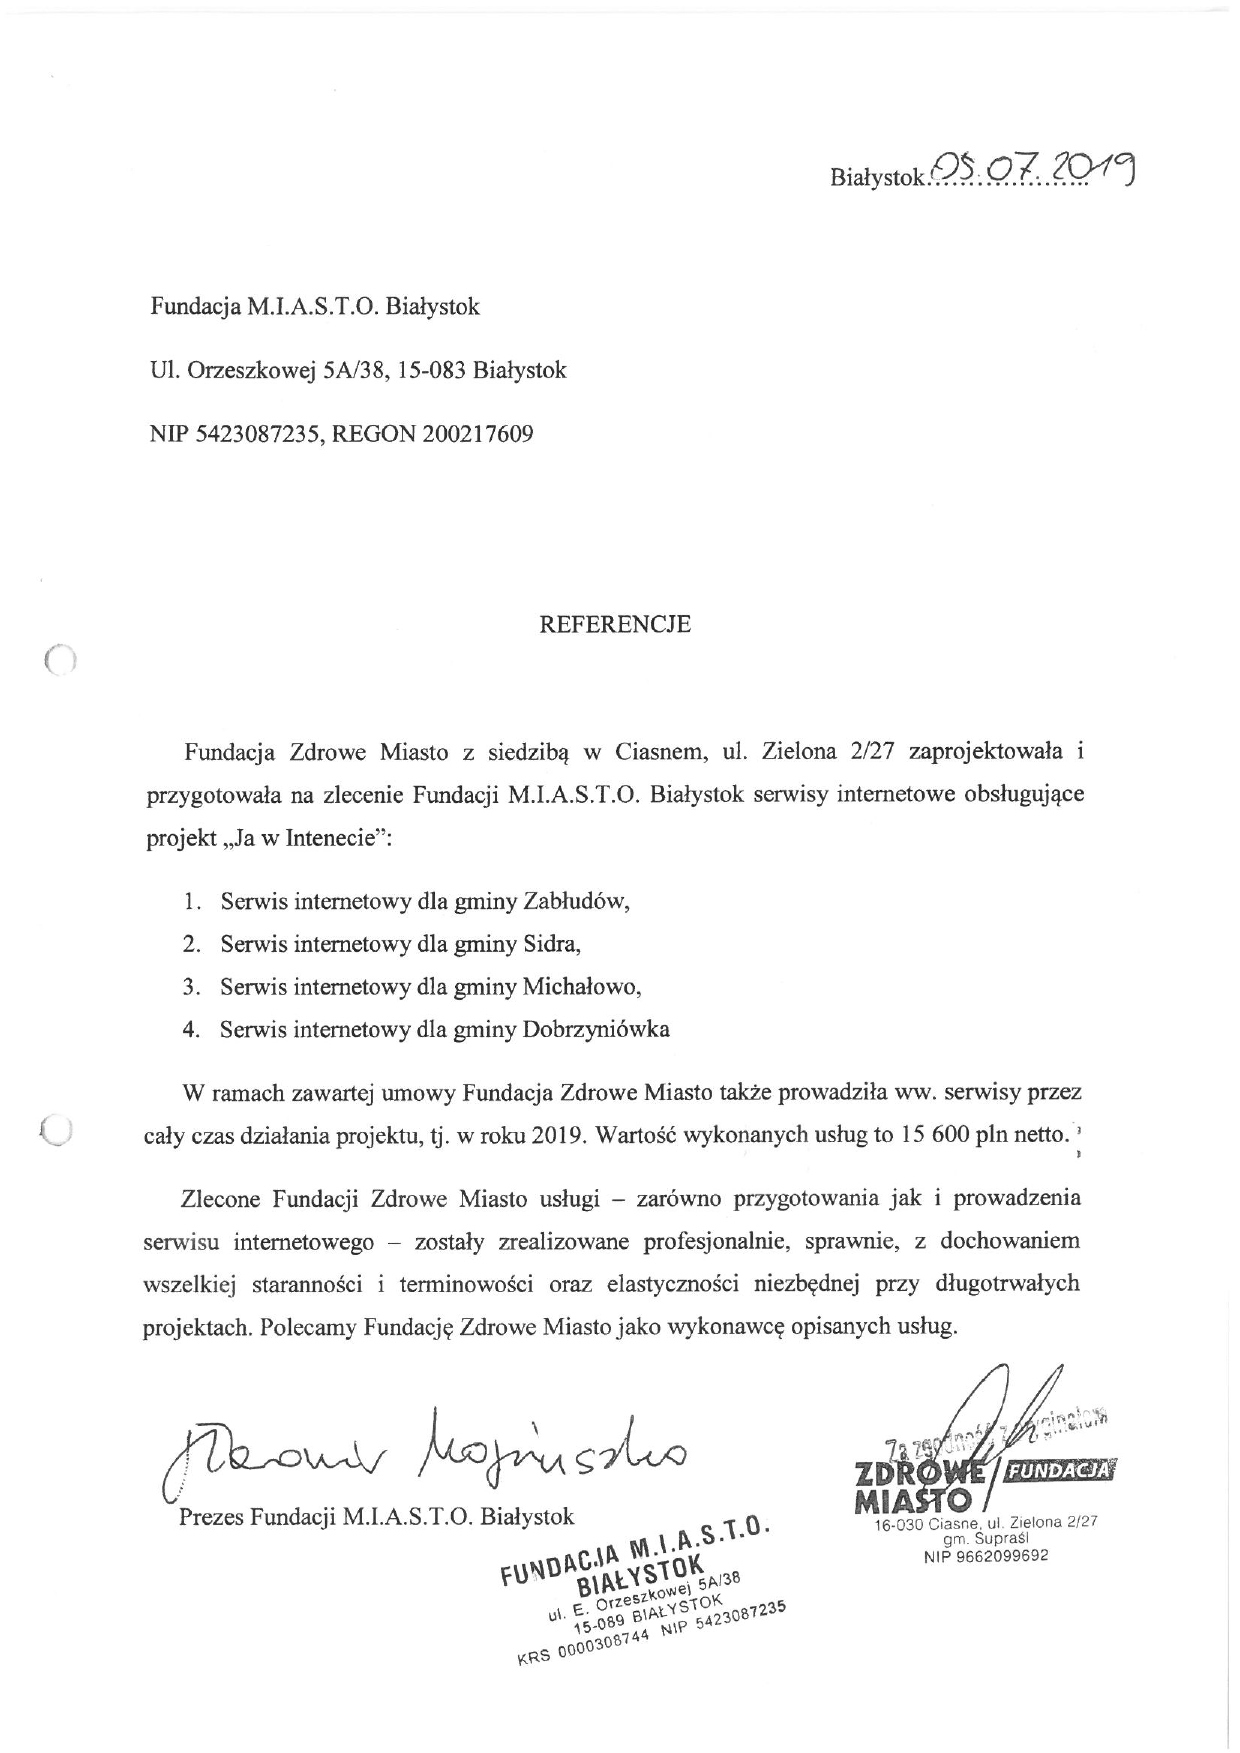 Białystok 05.07.2019
Fundacja M.I.A.S.T.O. Białystok
Ul. Orzeszkowej 5A/38, 15-083 Białystok
NIP 5423087235, REGON 200217609
REFERENCJE
Fundacja Zdrowe Miasto z siedzibą w Ciasnem, ul. Zielona 2/27 zaprojektowała i
przygotowała na zlecenie Fundacji M.I.A.S.T.O. Białystok serwisy internetowe obsługujące
projekt „Ja w Intenecie”:
1. Serwis internetowy dla gminy Zabłudów,
2. Serwis internetowy dla gminy Sidra,
3. Serwis internetowy dla gminy Michałowo,
4. Serwis internetowy dla gminy Dobrzyniówka
W ramach zawartej umowy Fundacja Zdrowe Miasto także prowadziła ww. serwisy przez
cały czas działania projektu, tj. w roku 2019. Wartość wykonanych usług to 15 600 pln netto.
Zlecone Fundacji Zdrowe Miasto usługi – zarówno przygotowania jak i prowadzenia
serwisu internetowego – zostały zrealizowane profesjonalnie, sprawnie, z dochowaniem
wszelkiej staranności i terminowości oraz elastyczności niezbędnej przy długotrwałych
projektach. Polecamy Fundację Zdrowe Miasto jako wykonawcę opisanych usług.
Prezes Fundacji M.I.A.S.T.O. Białystok
FUNDACJA M.I.A.S.T.O.
BIAŁYSTOK
ul. E. Orzeszkowej 5A/38
15-089 BIAŁYSTOK
KRS 0000308744 NIP 5423087235
Za zgodność z oryginałem
ZDROWE FUNDACJA
MIASTO
16-030 Ciasne, ul. Zielona 2/27
gm. Supraśl
NIP 9662099692